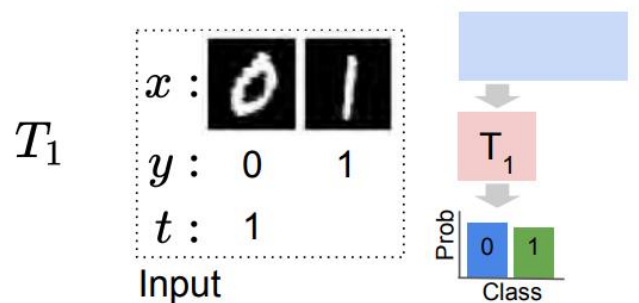 T₁
x :
y : 0 1
t : 1
Input
T₁
Prob
0 1
Class